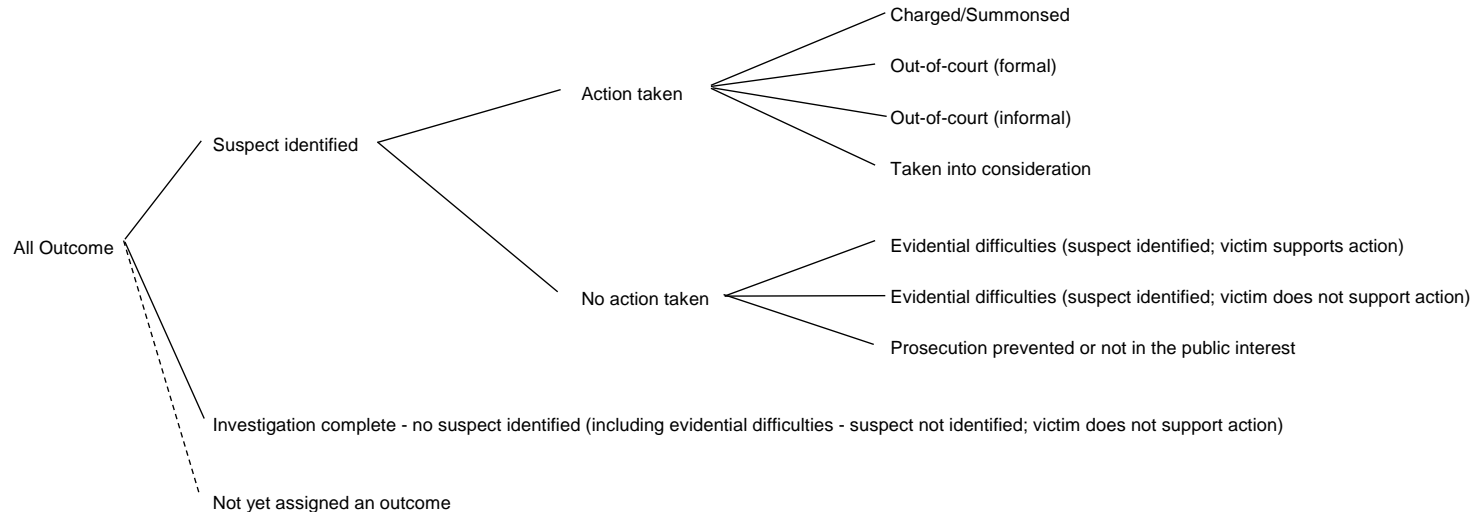 Charged/Summonsed
Out-of-court (formal)
Action taken
Out-of-court (informal)
Suspect identified
Taken into consideration
All Outcome
Evidential difficulties (suspect identified; victim supports action)
No action taken
Evidential difficulties (suspect identified; victim does not support action)
Prosecution prevented or not in the public interest
Investigation complete - no suspect identified (including evidential difficulties - suspect not identified; victim does not support action)
Not yet assigned an outcome